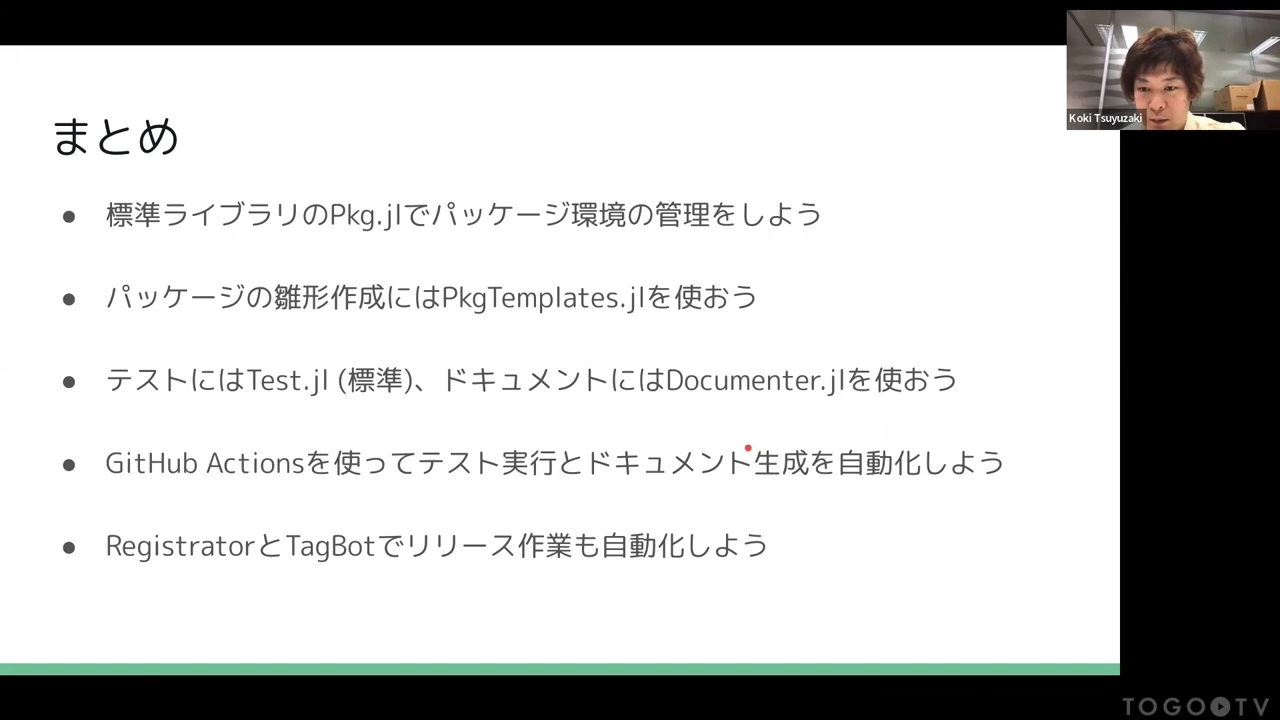 まとめ
● 標準ライブラリのPkg.jlでパッケージ環境の管理をしよう
● パッケージの雛形作成にはPkgTemplates.jlを使おう
● テストにはTest.jl (標準)、ドキュメントにはDocumenter.jlを使おう
● GitHub Actionsを使ってテスト実行とドキュメント生成を自動化しよう
● RegistratorとTagBotでリリース作業も自動化しよう
Koki Tsuyuzaki
TOGO TV